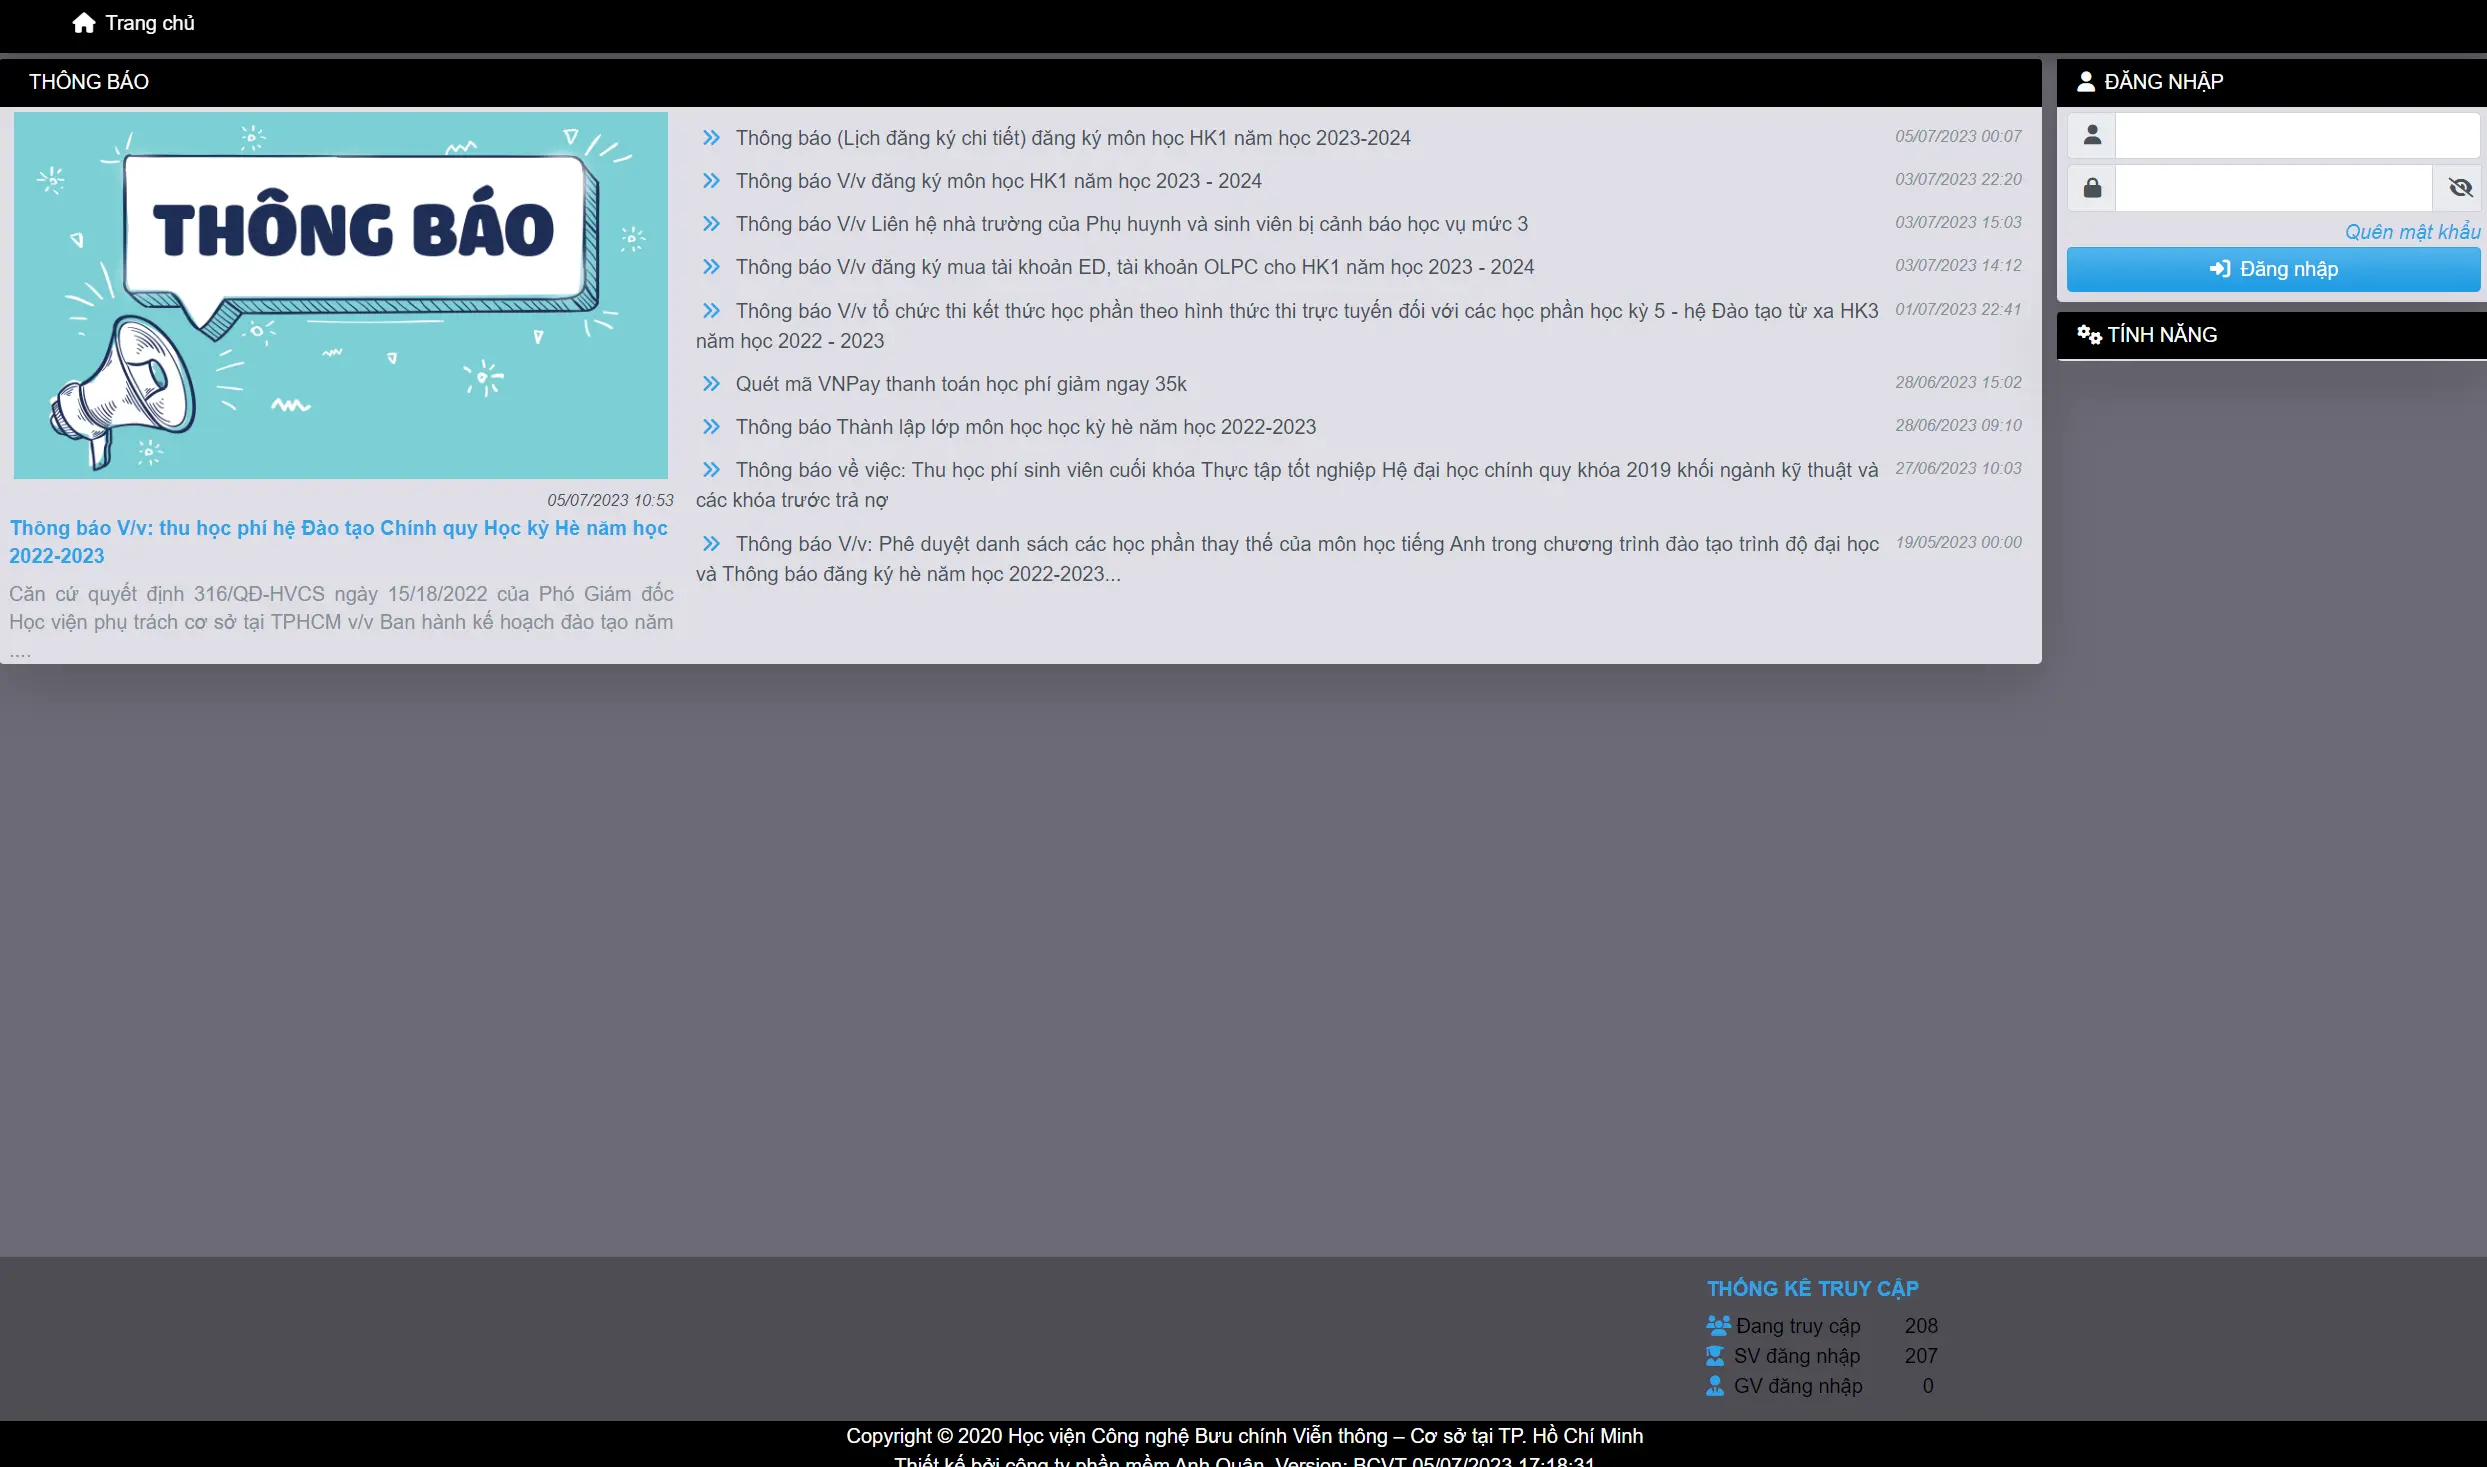 Trang chủ
THÔNG BÁO
THÔNG BÁO
05/07/2023 10:53
Thông báo V/v: thu học phí hệ Đào tạo Chính quy Học kỳ Hè năm học
2022-2023
Căn cứ quyết định 316/QĐ-HVCS ngày 15/18/2022 của Phó Giám đốc
Học viện phụ trách cơ sở tại TPHCM v/v Ban hành kế hoạch đào tạo năm
....
Thông báo (Lịch đăng ký chi tiết) đăng ký môn học HK1 năm học 2023-2024 05/07/2023 00:07
Thông báo V/v đăng ký môn học HK1 năm học 2023 - 2024 03/07/2023 22:20
Thông báo V/v Liên hệ nhà trường của Phụ huynh và sinh viên bị cảnh báo học vụ mức 3 03/07/2023 15:03
Thông báo V/v đăng ký mua tài khoản ED, tài khoản OLPC cho HK1 năm học 2023 - 2024 03/07/2023 14:12
Thông báo V/v tổ chức thi kết thức học phần theo hình thức thi trực tuyến đối với các học phần học kỳ 5 - hệ Đào tạo từ xa HK3 01/07/2023 22:41
năm học 2022 - 2023
Quét mã VNPay thanh toán học phí giảm ngay 35k 28/06/2023 15:02
Thông báo Thành lập lớp môn học học kỳ hè năm học 2022-2023 28/06/2023 09:10
Thông báo về việc: Thu học phí sinh viên cuối khóa Thực tập tốt nghiệp Hệ đại học chính quy khóa 2019 khối ngành kỹ thuật và 27/06/2023 10:03
các khóa trước trả nợ
Thông báo V/v: Phê duyệt danh sách các học phần thay thế của môn học tiếng Anh trong chương trình đào tạo trình độ đại học 19/05/2023 00:00
và Thông báo đăng ký hè năm học 2022-2023...
ĐĂNG NHẬP
Quên mật khẩu
Đăng nhập
TÍNH NĂNG
THỐNG KÊ TRUY CẬP
Đang truy cập 208
SV đăng nhập 207
GV đăng nhập 0
Copyright © 2020 Học viện Công nghệ Bưu chính Viễn thông – Cơ sở tại TP. Hồ Chí Minh
Thiết kế bởi công ty phần mềm Anh Quân. Version: BCVT 05/07/2023 17:18:31